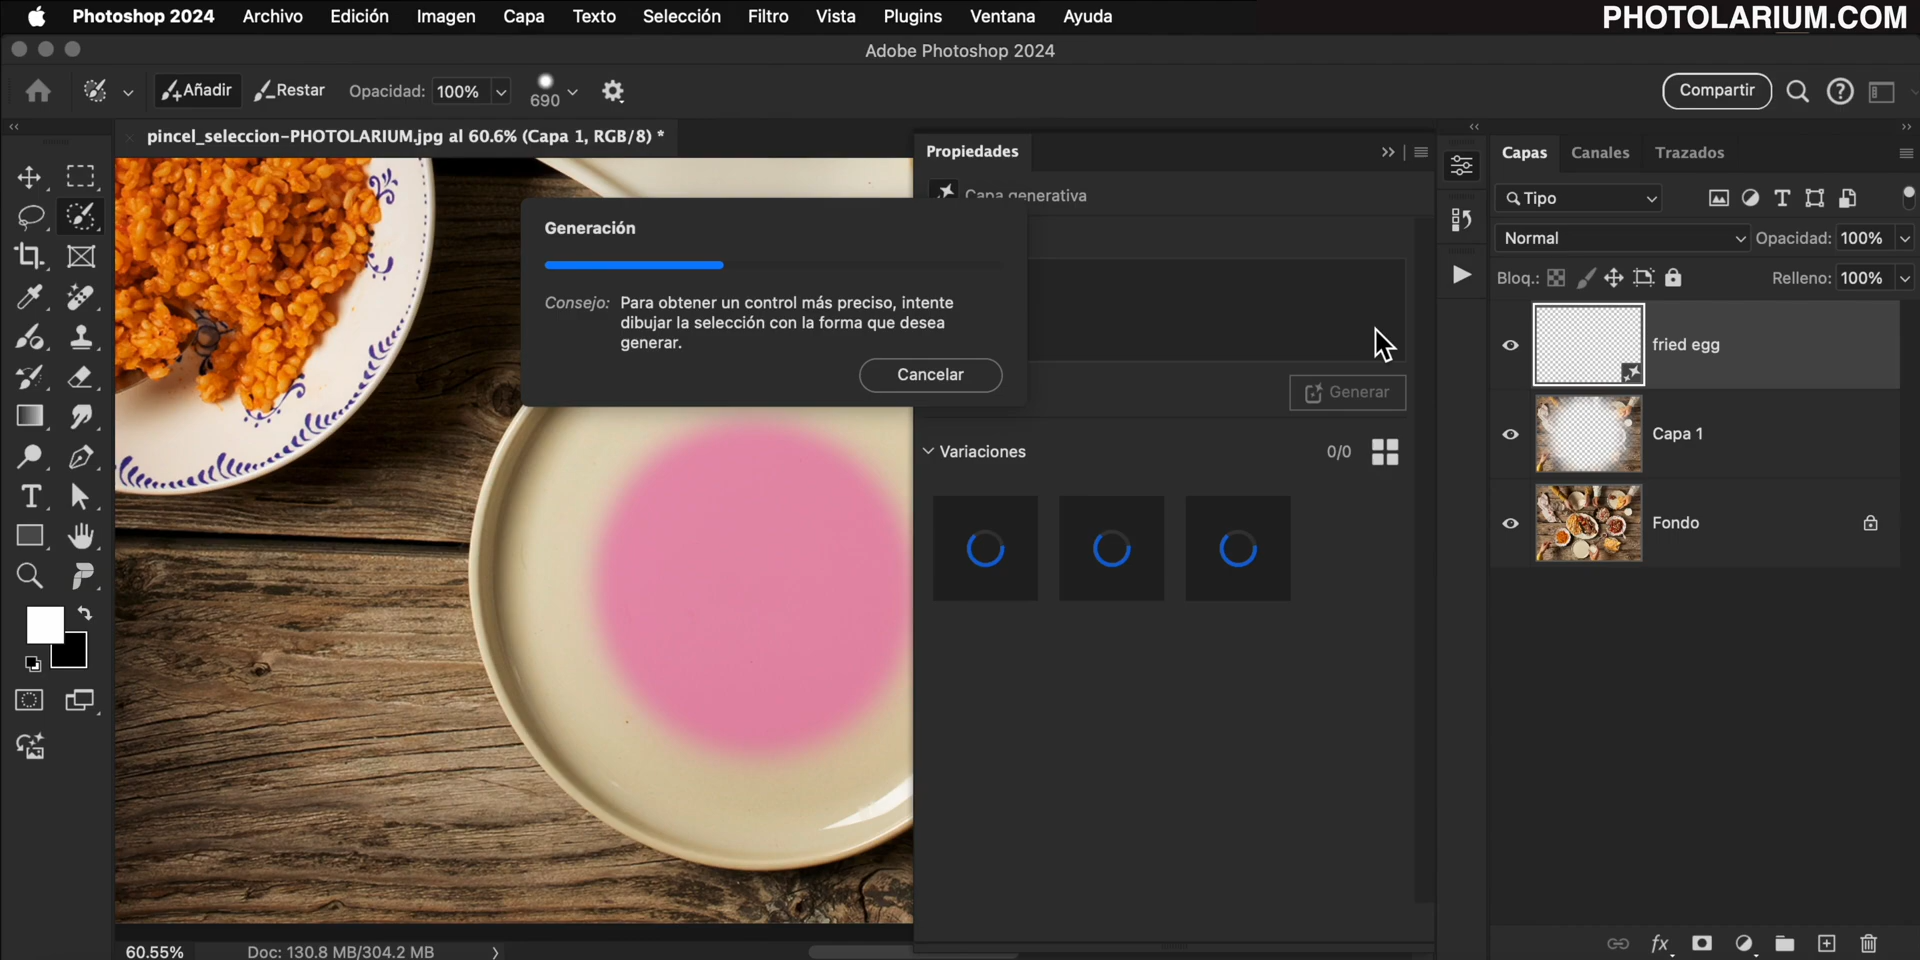 Photoshop 2024 Archivo Edición Imagen Capa Texto Selección Filtro Vista Plugins Ventana Ayuda PHOTOLARIUM.COM
Adobe Photoshop 2024
Añadir Restar Opacidad: 100% 690 Compartir
pincel_seleccion-PHOTOLARIUM.jpg al 60.6% (Capa 1, RGB/8) *
Propiedades
Capa generativa
Generación
Consejo: Para obtener un control más preciso, intente
dibujar la selección con la forma que desea
generar.
Cancelar
Generar
Variaciones 0/0
Capas Canales Trazados
Tipo
Normal Opacidad: 100%
Bloq.: Relleno: 100%
fried egg
Capa 1
Fondo
60.55% Doc: 130.8 MB/304.2 MB